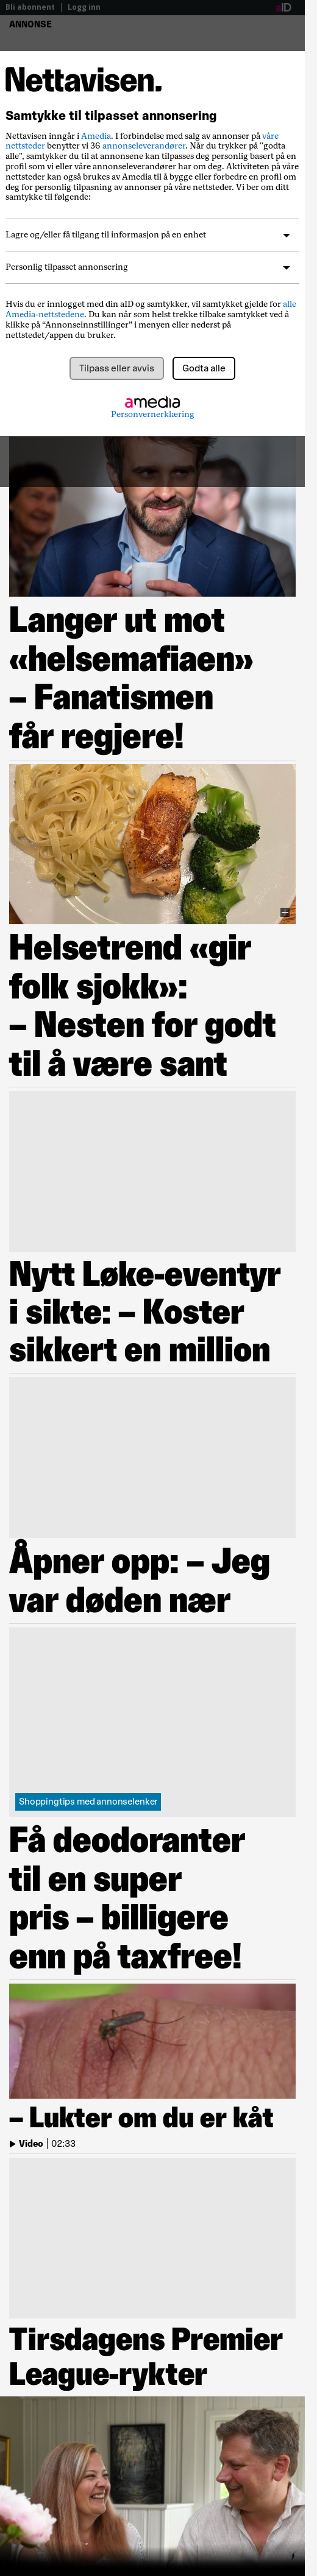 Bli abonnent | Logg inn
aID
ANNONSE
Nettavisen.
Samtykke til tilpasset annonsering
Nettavisen inngår i Amedia. I forbindelse med salg av annonser på våre
nettsteder benytter vi 36 annonseleverandører. Når du trykker på "godta
alle", samtykker du til at annonsene kan tilpasses deg personlig basert på en
profil som vi eller våre annonseleverandører har om deg. Aktiviteten på våre
nettsteder kan også brukes av Amedia til å bygge eller forbedre en profil om
deg for personlig tilpasning av annonser på våre nettsteder. Vi ber om ditt
samtykke til følgende:
Lagre og/eller få tilgang til informasjon på en enhet
Personlig tilpasset annonsering
Hvis du er innlogget med din aID og samtykker, vil samtykket gjelde for alle
Amedia-nettstedene. Du kan når som helst trekke tilbake samtykket ved å
klikke på “Annonseinnstillinger” i menyen eller nederst på
nettstedet/appen du bruker.
Tilpass eller avvis
Godta alle
amedia
Personvernerklæring
Langer ut mot
«helsemafiaen»
– Fanatismen
får regjere!
Helsetrend «gir
folk sjokk»:
– Nesten for godt
til å være sant
Nytt Løke-eventyr
i sikte: – Koster
sikkert en million
Åpner opp: – Jeg
var døden nær
Shoppingtips med annonselenker
Få deodoranter
til en super
pris – billigere
enn på taxfree!
– Lukter om du er kåt
Video | 02:33
Tirsdagens Premier
League-rykter